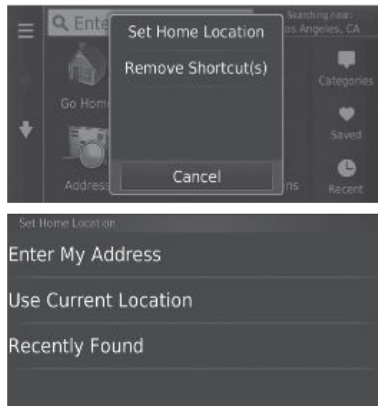 Ente
Searching near:
os Angeles, CA
Set Home Location
Remove Shortcut(s)
Categories
Go Hom
Saved
Address
Cancel
ns
Recent
Set Home Location
Enter My Address
Use Current Location
Recently Found